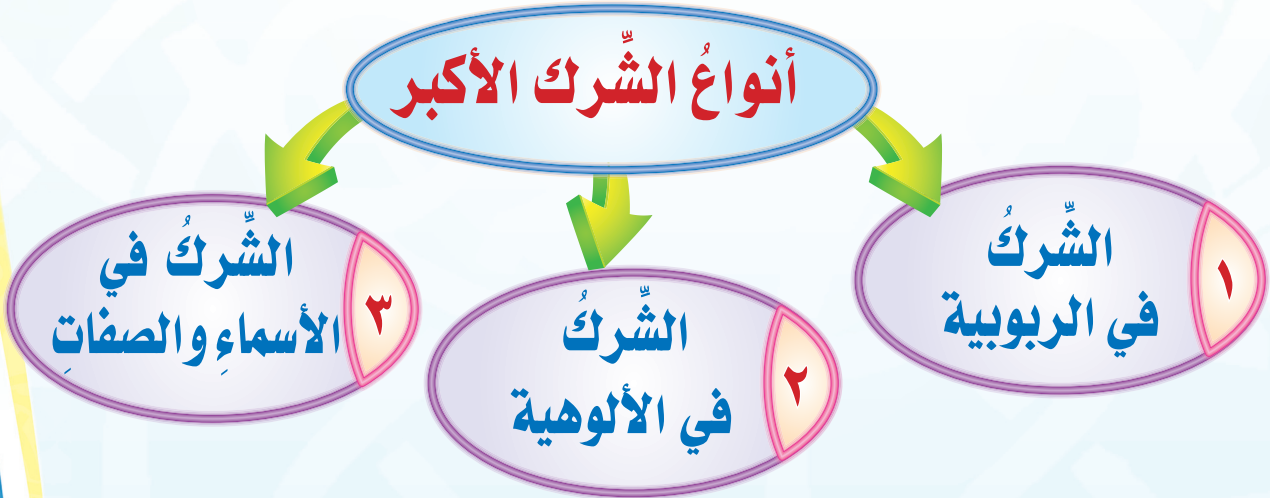 أنواعُ الشِّرك الأكبر
١
الشِّركُ
في الربوبية
٢
الشِّركُ
في الألوهية
٣
الشِّركُ في
الأسماءِ والصفاتِ